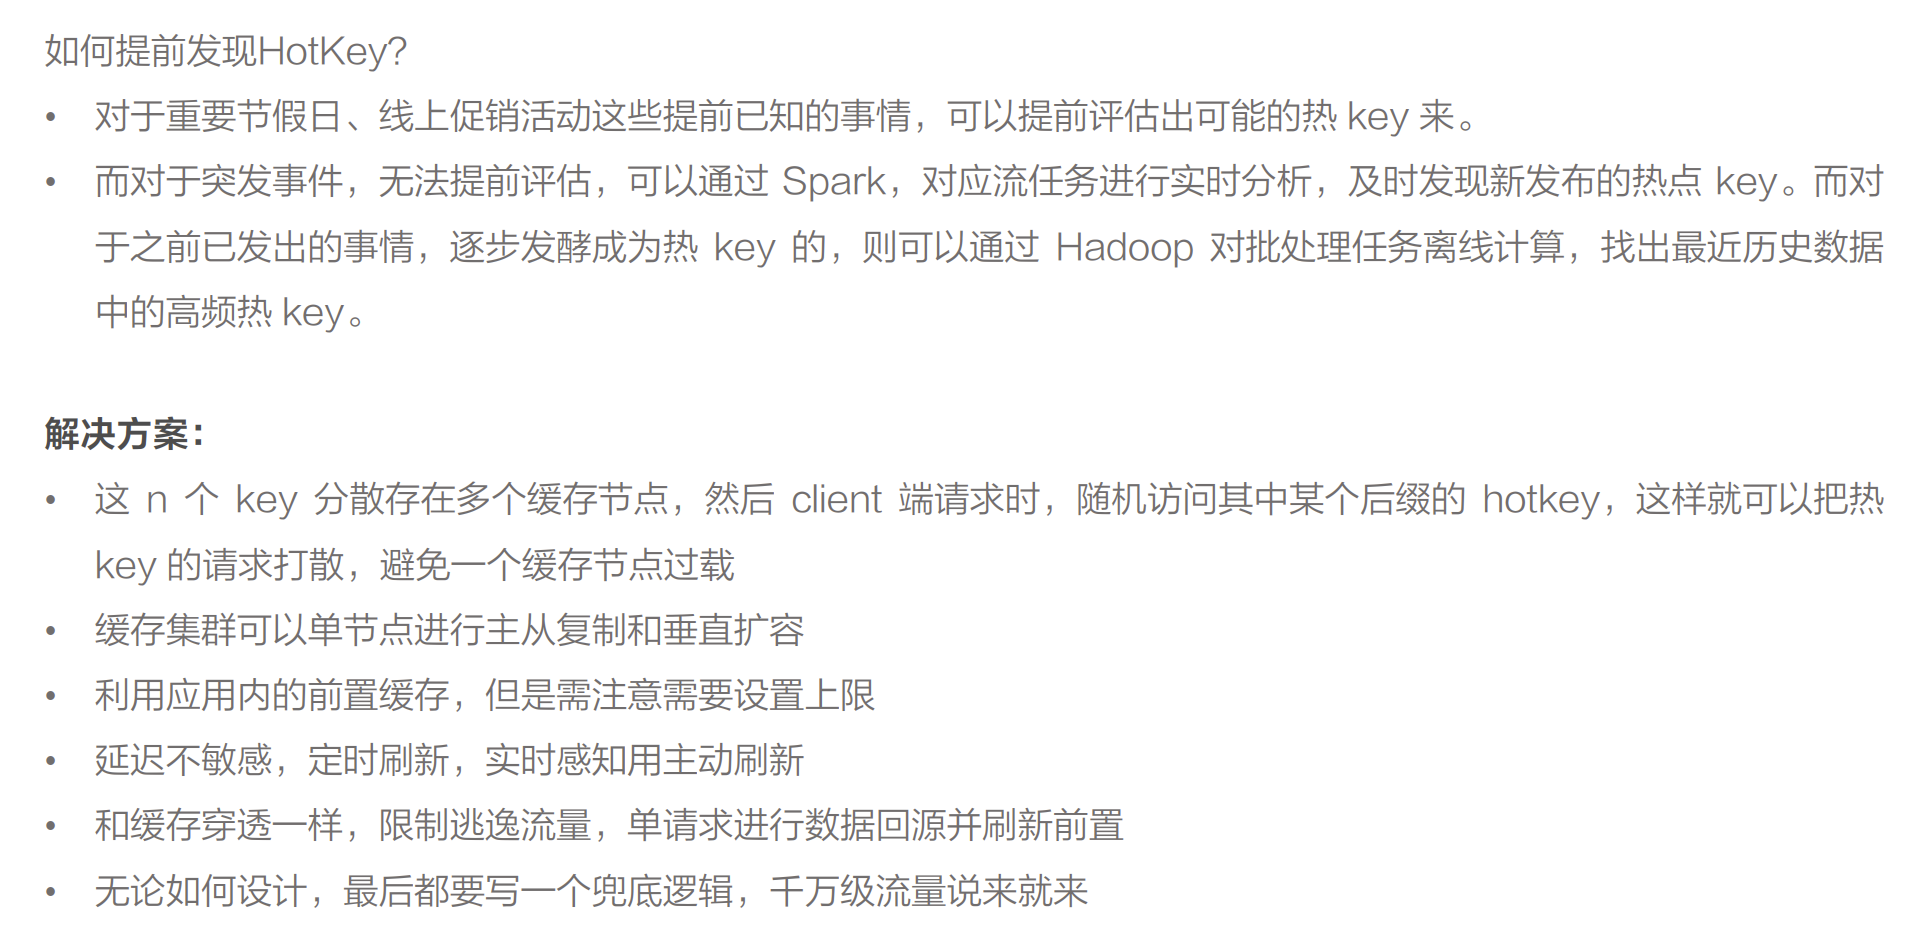 如何提前发现HotKey？
• 对于重要节假日、线上促销活动这些提前已知的事情，可以提前评估出可能的热 key 来。
• 而对于突发事件，无法提前评估，可以通过 Spark，对应流任务进行实时分析，及时发现新发布的热点 key。而对
于之前已发出的事情，逐步发酵成为热 key 的，则可以通过 Hadoop 对批处理任务离线计算，找出最近历史数据
中的高频热 key。
解决方案：
• 这 n 个 key 分散存在多个缓存节点，然后 client 端请求时，随机访问其中某个后缀的 hotkey，这样就可以把热
key 的请求打散，避免一个缓存节点过载
• 缓存集群可以单节点进行主从复制和垂直扩容
• 利用应用内的前置缓存，但是需注意需要设置上限
• 延迟不敏感，定时刷新，实时感知用主动刷新
• 和缓存穿透一样，限制逃逸流量，单请求进行数据回源并刷新前置
• 无论如何设计，最后都要写一个兜底逻辑，千万级流量说来就来